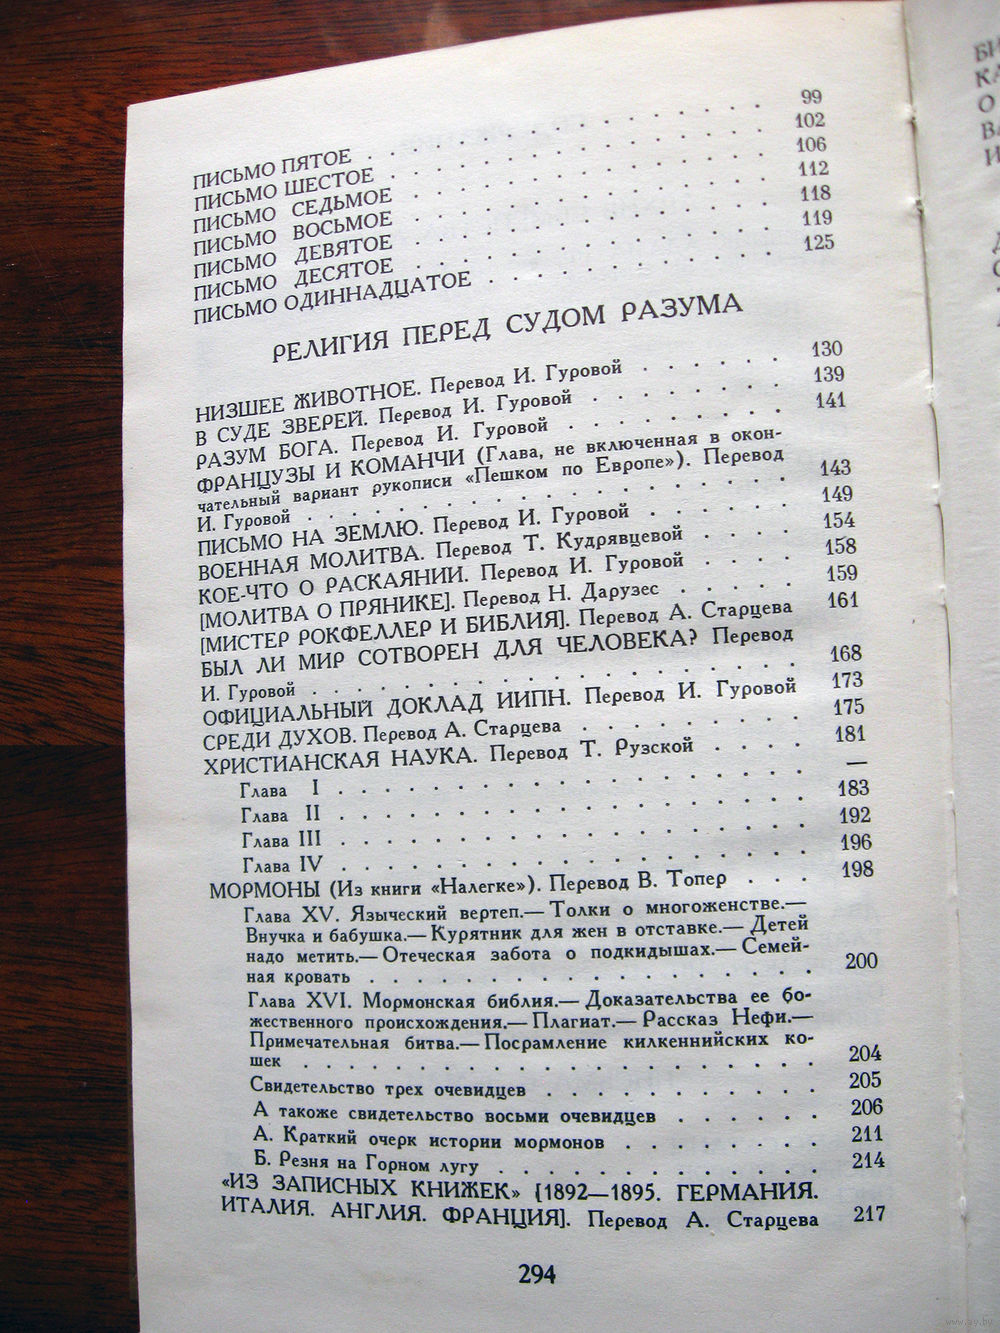 ПИСЬМО ПЯТОЕ . . . . . . . . . . . . . . . 99
ПИСЬМО ШЕСТОЕ . . . . . . . . . . . . . . 102
ПИСЬМО СЕДЬМОЕ . . . . . . . . . . . . . 106
ПИСЬМО ВОСЬМОЕ . . . . . . . . . . . . . 112
ПИСЬМО ДЕВЯТОЕ . . . . . . . . . . . . . 118
ПИСЬМО ДЕСЯТОЕ . . . . . . . . . . . . . 119
ПИСЬМО ОДИННАДЦАТОЕ . . . . . . . . . . 125
РЕЛИГИЯ ПЕРЕД СУДОМ РАЗУМА
НИЗШЕЕ ЖИВОТНОЕ. Перевод И. Гуровой . . . . . 130
В СУДЕ ЗВЕРЕЙ. Перевод И. Гуровой . . . . . . 139
РАЗУМ БОГА. Перевод И. Гуровой . . . . . . . 141
ФРАНЦУЗЫ И КОМАНЧИ (Глава, не включенная в окон-
чательный вариант рукописи «Пешком по Европе»). Перевод
И. Гуровой . . . . . . . . . . . . . . . . 143
ПИСЬМО НА ЗЕМЛЮ. Перевод И. Гуровой . . . . . 149
ВОЕННАЯ МОЛИТВА. Перевод Т. Кудрявцевой . . . . 154
КОЕ-ЧТО О РАСКАЯНИИ. Перевод И. Гуровой . . . . 158
[МОЛИТВА О ПРЯНИКЕ]. Перевод Н. Дарузес . . . . 159
[МИСТЕР РОКФЕЛЛЕР И БИБЛИЯ]. Перевод А. Старцева 161
БЫЛ ЛИ МИР СОТВОРЕН ДЛЯ ЧЕЛОВЕКА? Перевод
И. Гуровой . . . . . . . . . . . . . . . . 168
ОФИЦИАЛЬНЫЙ ДОКЛАД ИИПН. Перевод И. Гуровой 173
СРЕДИ ДУХОВ. Перевод А. Старцева . . . . . . . 175
ХРИСТИАНСКАЯ НАУКА. Перевод Т. Рузской . . . . 181
Глава I . . . . . . . . . . . . . . . . —
Глава II . . . . . . . . . . . . . . . . 183
Глава III . . . . . . . . . . . . . . . . 192
Глава IV . . . . . . . . . . . . . . . . 196
МОРМОНЫ (Из книги «Налегке»). Перевод В. Топер . . . 198
Глава XV. Языческий вертеп.— Толки о многоженстве.—
Внучка и бабушка.— Курятник для жен в отставке.— Детей
надо метить.— Отеческая забота о подкидышах.— Семей-
ная кровать . . . . . . . . . . . . . . . 200
Глава XVI. Мормонская библия.— Доказательства ее бо-
жественного происхождения.— Плагиат.— Рассказ Нефи.—
Примечательная битва.— Посрамление килкеннийских ко-
шек . . . . . . . . . . . . . . . . . . 204
Свидетельство трех очевидцев . . . . . . . . . 205
А такоже свидетельство восьми очевидцев . . . . . 206
А. Краткий очерк истории мормонов . . . . . . . 211
Б. Резня на Горном лугу . . . . . . . . . . . 214
«ИЗ ЗАПИСНЫХ КНИЖЕК» [1892—1895. ГЕРМАНИЯ.
ИТАЛИЯ. АНГЛИЯ. ФРАНЦИЯ]. Перевод А. Старцева 217
294
www.ay.by